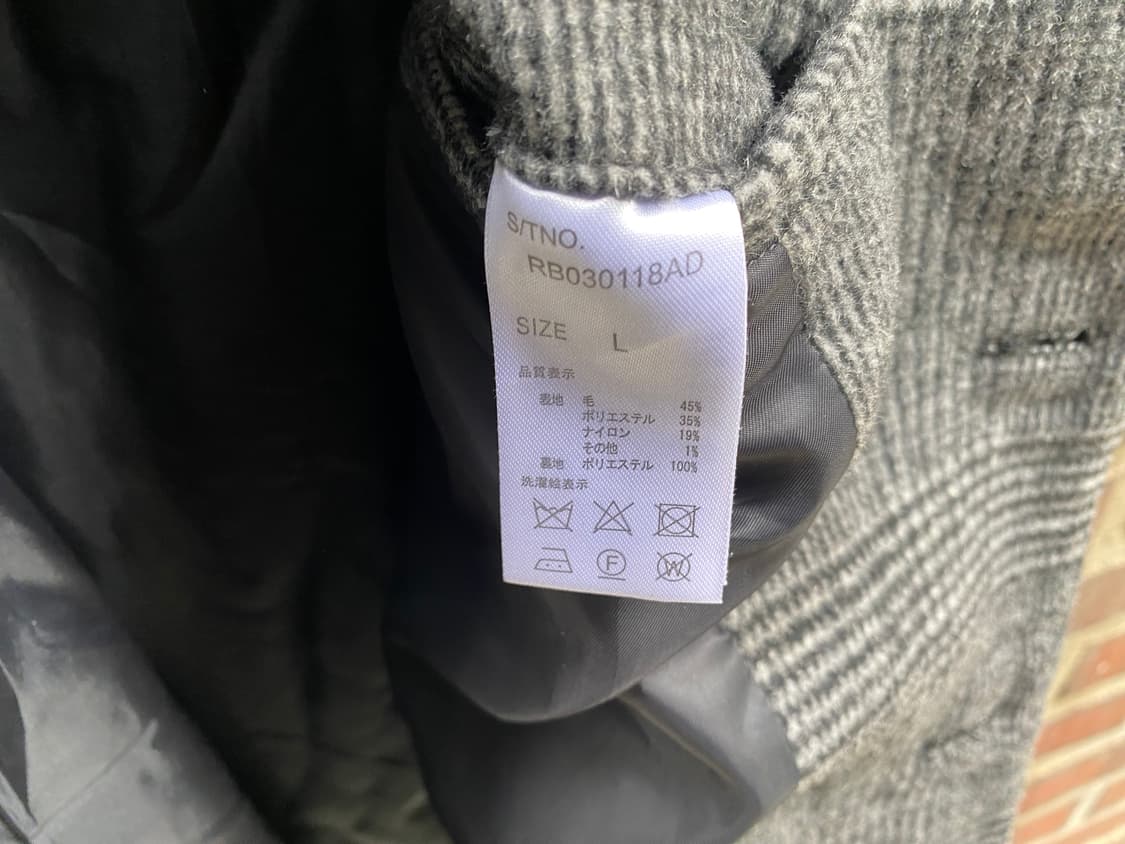 S/TNO.
RB030118AD
SIZE L
品質表示
表地 毛 45%
ポリエステル 35%
ナイロン 19%
その他 1%
裏地 ポリエステル 100%
洗濯絵表示
F W